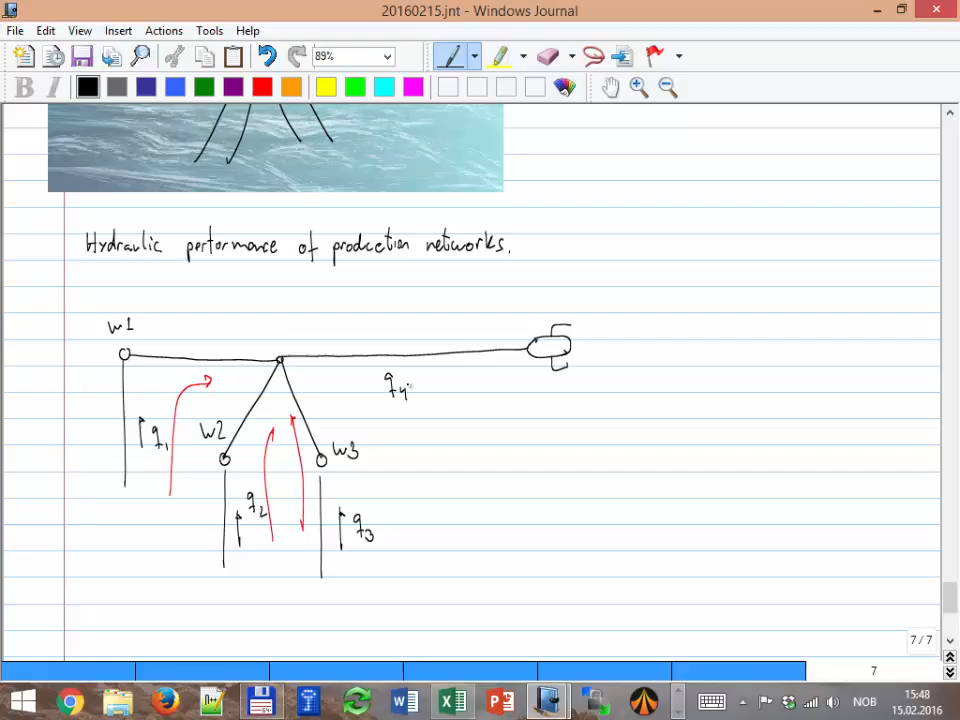 20160215.jnt - Windows Journal
File Edit View Insert Actions Tools Help
89%
B I
Hydraulic performance of production networks.
W1
q4
W2
q1
W3
q2
q3
7 / 7
7
NOB
15:48
15.02.2016